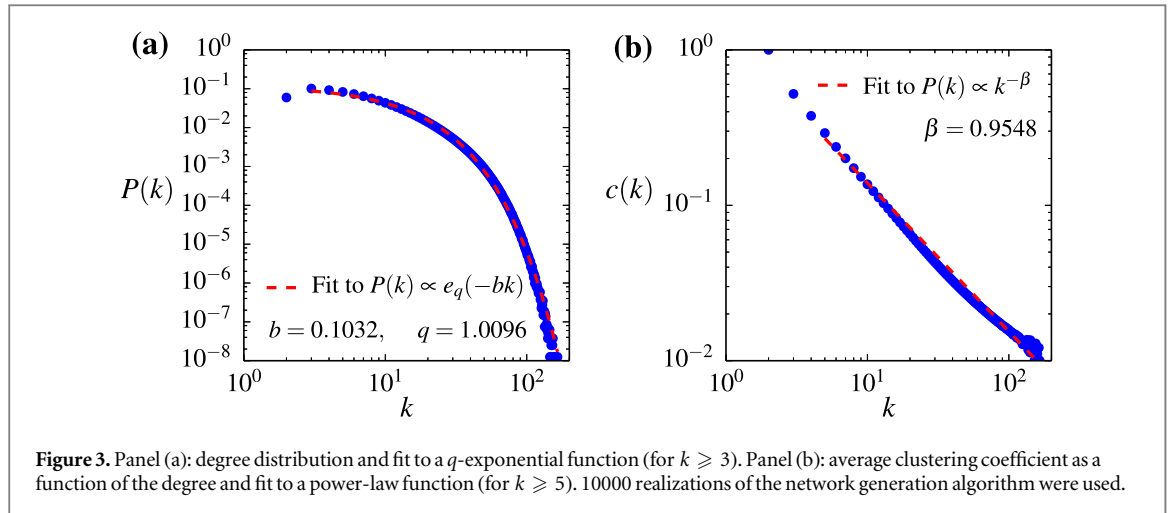 (a)
10^0
10^-1
10^-2
10^-3
P(k)
10^-4
10^-5
10^-6
10^-7
10^-8
Fit to P(k) ∝ e_q(−bk)
b = 0.1032, q = 1.0096
10^0 10^1 10^2
k
(b)
10^0
c(k)
10^-1
10^-2
Fit to P(k) ∝ k^−β
β = 0.9548
10^0 10^1 10^2
k
Figure 3. Panel (a): degree distribution and fit to a q-exponential function (for k ⩾ 3). Panel (b): average clustering coefficient as a
function of the degree and fit to a power-law function (for k ⩾ 5). 10000 realizations of the network generation algorithm were used.